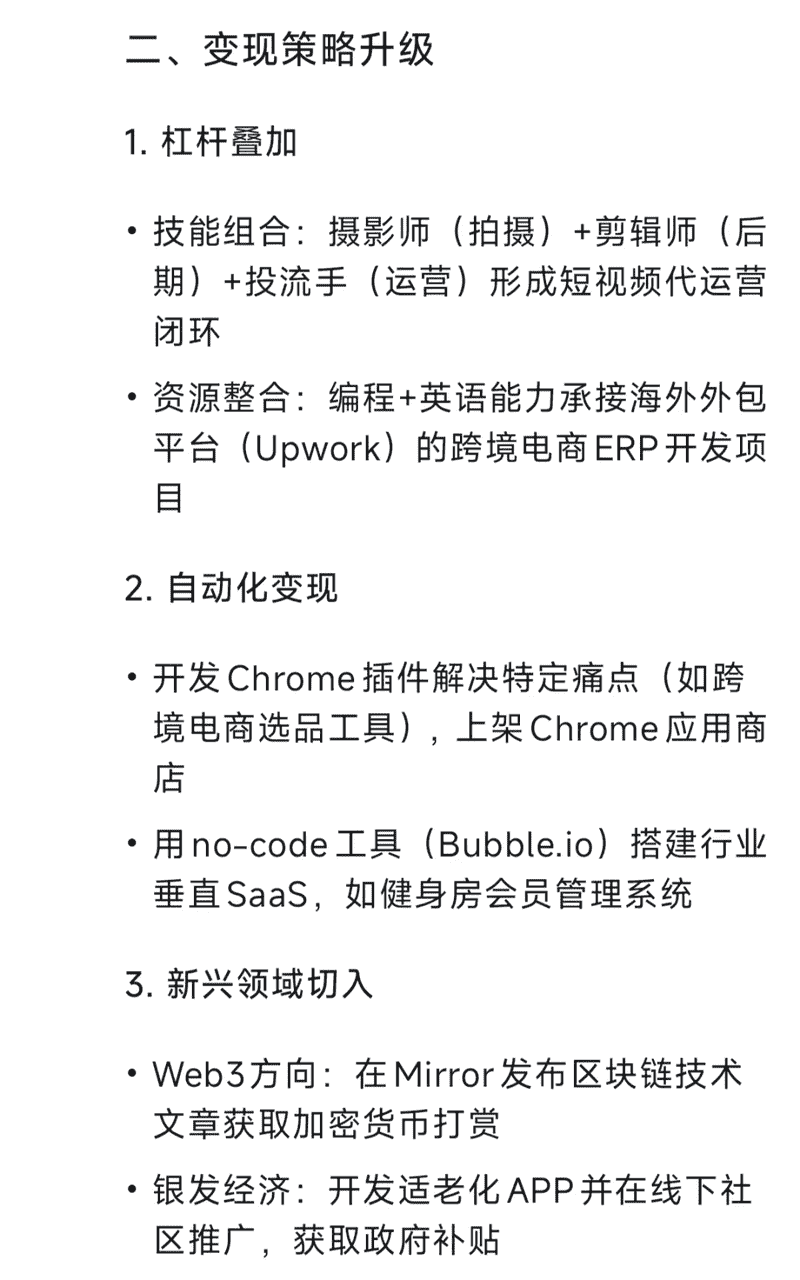 二、变现策略升级
1. 杠杆叠加
• 技能组合：摄影师（拍摄）+剪辑师（后
期）+投流手（运营）形成短视频代运营
闭环
• 资源整合：编程+英语能力承接海外外包
平台（Upwork）的跨境电商ERP开发项
目
2. 自动化变现
• 开发Chrome插件解决特定痛点（如跨
境电商选品工具），上架Chrome应用商
店
• 用no-code工具（Bubble.io）搭建行业
垂直SaaS，如健身房会员管理系统
3. 新兴领域切入
• Web3方向：在Mirror发布区块链技术
文章获取加密货币打赏
• 银发经济：开发适老化APP并在线下社
区推广，获取政府补贴